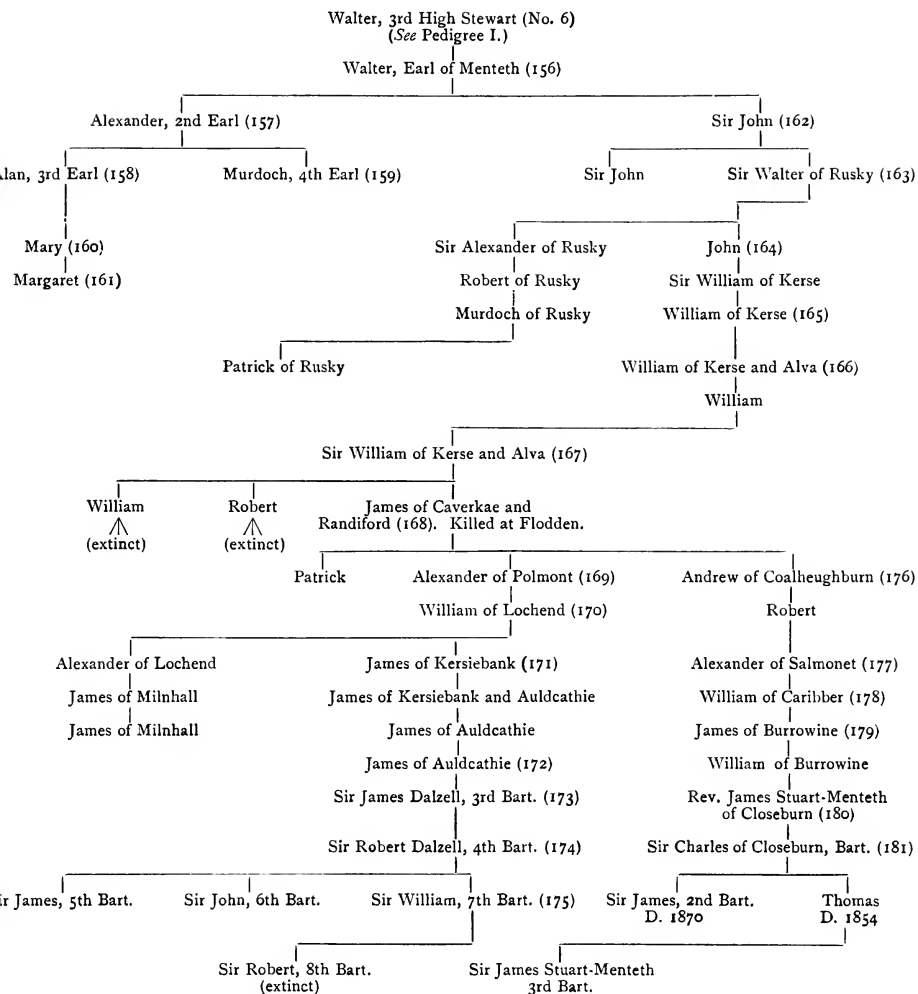 Walter, 3rd High Stewart (No. 6)
(See Pedigree I.)
Walter, Earl of Menteth (156)
Alexander, 2nd Earl (157) Sir John (162)
lan, 3rd Earl (158) Murdoch, 4th Earl (159) Sir John Sir Walter of Rusky (163)
Mary (160) Sir Alexander of Rusky John (164)
Margaret (161) Robert of Rusky Sir William of Kerse
Murdoch of Rusky William of Kerse (165)
Patrick of Rusky William of Kerse and Alva (166)
William
Sir William of Kerse and Alva (167)
William Robert James of Caverkae and
Randiford (168). Killed at Flodden.
(extinct) (extinct)
Patrick Alexander of Polmont (169) Andrew of Coalheughburn (176)
William of Lochend (170) Robert
Alexander of Lochend James of Kersiebank (171) Alexander of Salmonet (177)
James of Milnhall James of Kersiebank and Auldcathie William of Caribber (178)
James of Milnhall James of Auldcathie James of Burrowine (179)
James of Auldcathie (172) William of Burrowine
Sir James Dalzell, 3rd Bart. (173) Rev. James Stuart-Menteth
of Closeburn (180)
Sir Robert Dalzell, 4th Bart. (174) Sir Charles of Closeburn, Bart. (181)
ir James, 5th Bart. Sir John, 6th Bart. Sir William, 7th Bart. (175) Sir James, 2nd Bart. Thomas
D. 1870 D. 1854
Sir Robert, 8th Bart. Sir James Stuart-Menteth
(extinct) 3rd Bart.